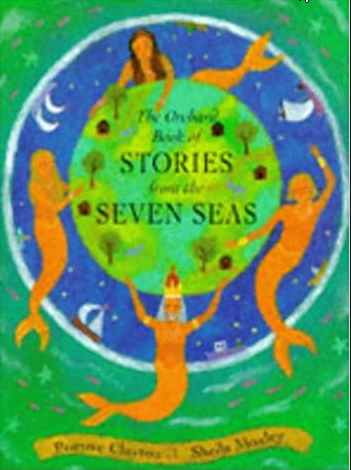 The Orchard
Book of
STORIES
from the
SEVEN SEAS
Pomme Clayton Sheila Moxley